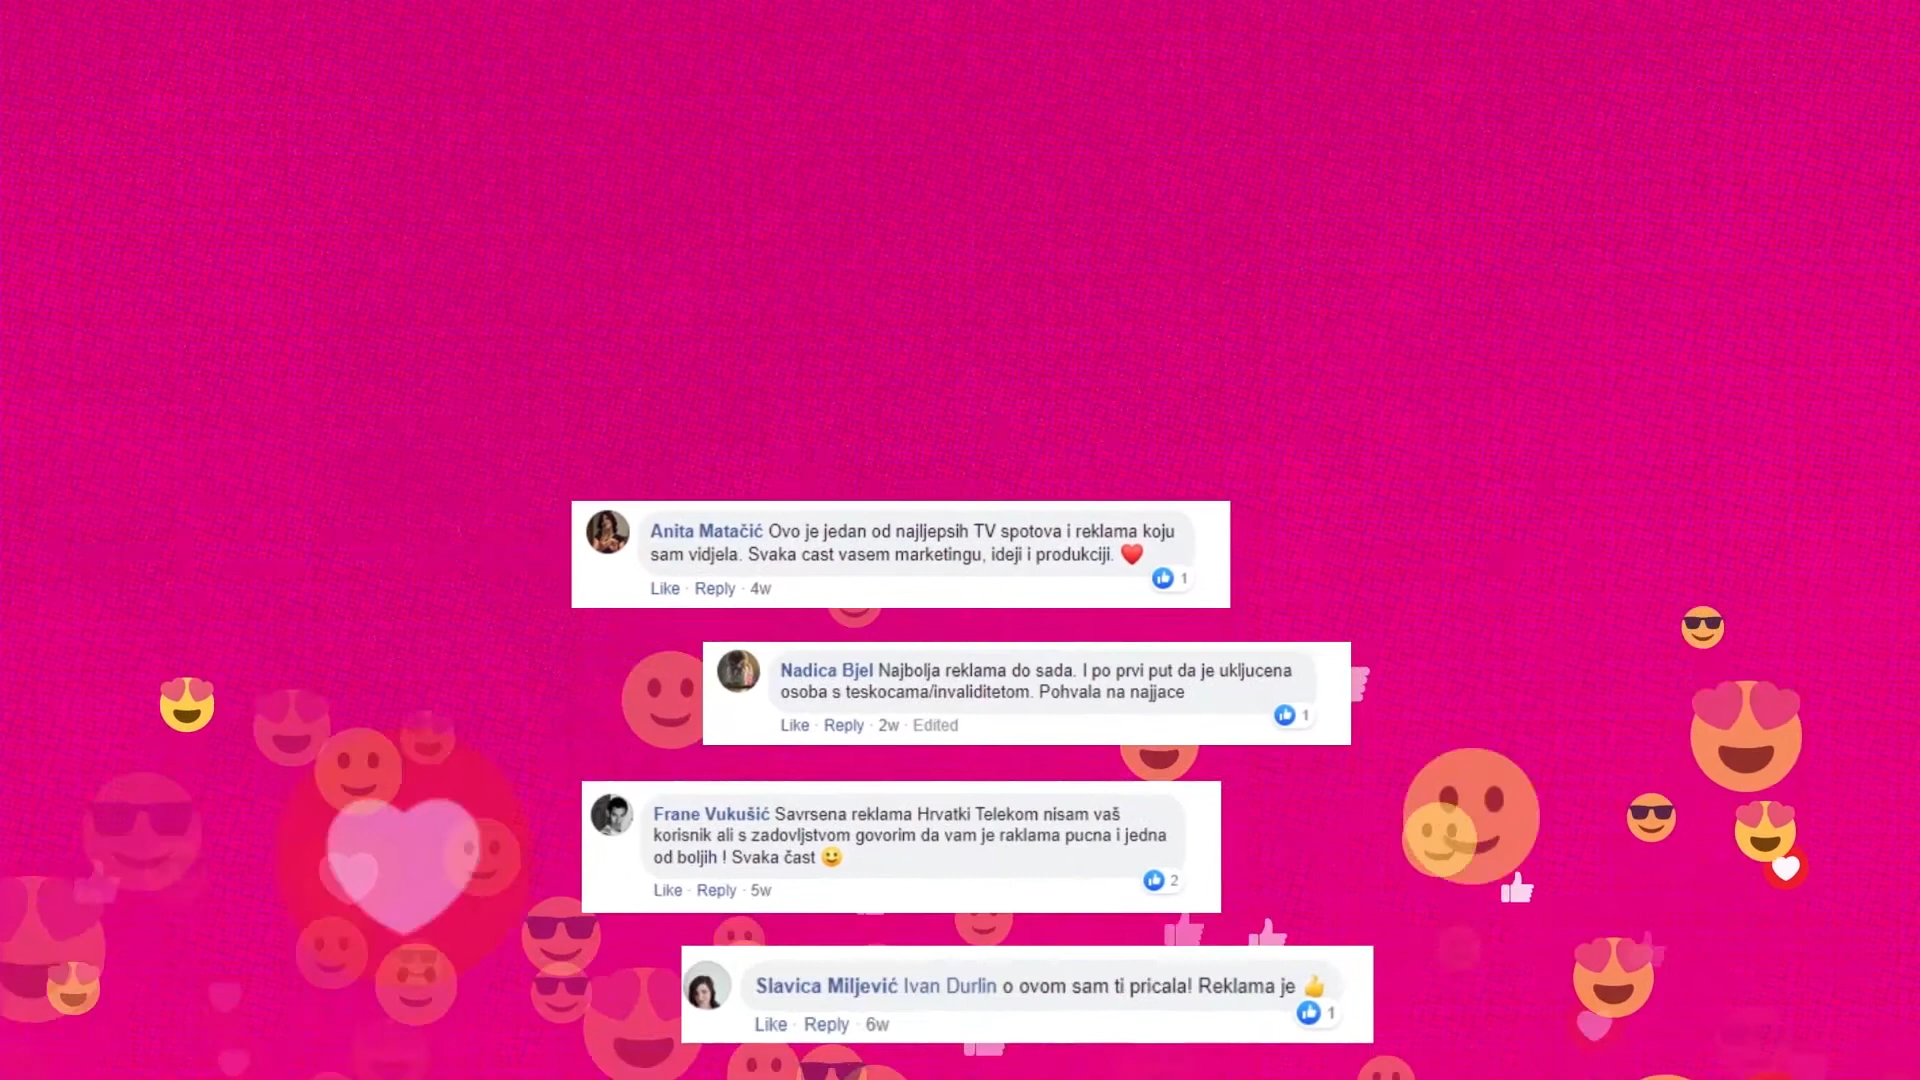 Anita Matačić Ovo je jedan od najljepsih TV spotova i reklama koju
sam vidjela. Svaka cast vasem marketingu, ideji i produkciji. ❤️
1
Like · Reply · 4w
Nadica Bjel Najbolja reklama do sada. I po prvi put da je ukljucena
osoba s teskocama/invaliditetom. Pohvala na najjace
1
Like · Reply · 2w · Edited
Frane Vukušić Savrsena reklama Hrvatki Telekom nisam vaš
korisnik ali s zadovljstvom govorim da vam je raklama pucna i jedna
od boljih ! Svaka čast 🙂
2
Like · Reply · 5w
Slavica Miljević Ivan Durlin o ovom sam ti pricala! Reklama je 👍
1
Like · Reply · 6w